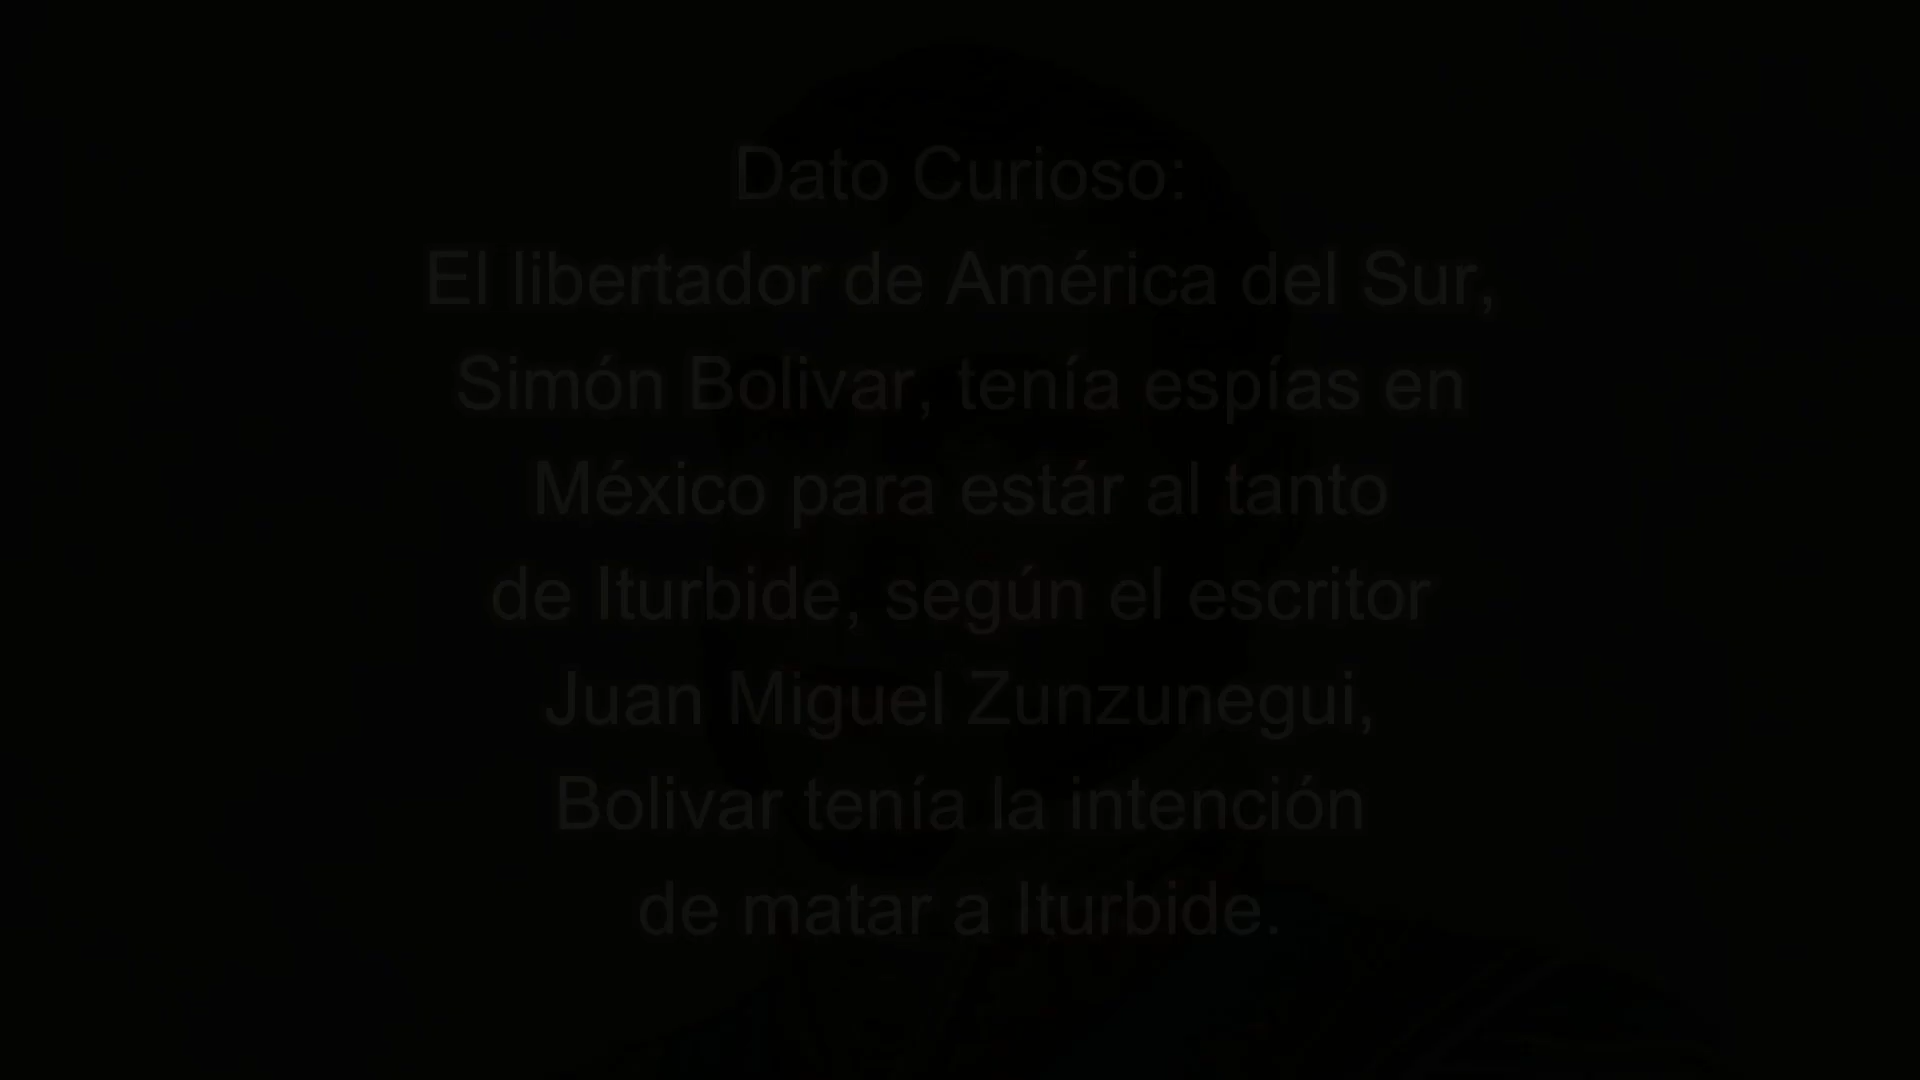 Dato Curioso:
El libertador de América del Sur,
Simón Bolivar, tenía espías en
México para estár al tanto
de Iturbide, según el escritor
Juan Miguel Zunzunegui,
Bolivar tenía la intención
de matar a Iturbide.